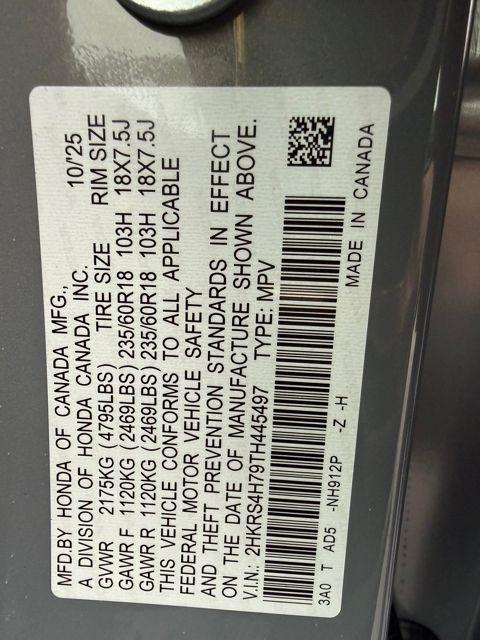 MFD.BY HONDA OF CANADA MFG., 10/'25
A DIVISION OF HONDA CANADA INC.
GVWR 2175KG (4795LBS) TIRE SIZE RIM SIZE
GAWR F 1120KG (2469LBS) 235/60R18 103H 18X7.5J
GAWR R 1120KG (2469LBS) 235/60R18 103H 18X7.5J
THIS VEHICLE CONFORMS TO ALL APPLICABLE
FEDERAL MOTOR VEHICLE SAFETY
AND THEFT PREVENTION STANDARDS IN EFFECT
ON THE DATE OF MANUFACTURE SHOWN ABOVE.
V.I.N.: 2HKRS4H79TH445497 TYPE: MPV
3A0 T AD5 -NH912P -Z -H
MADE IN CANADA